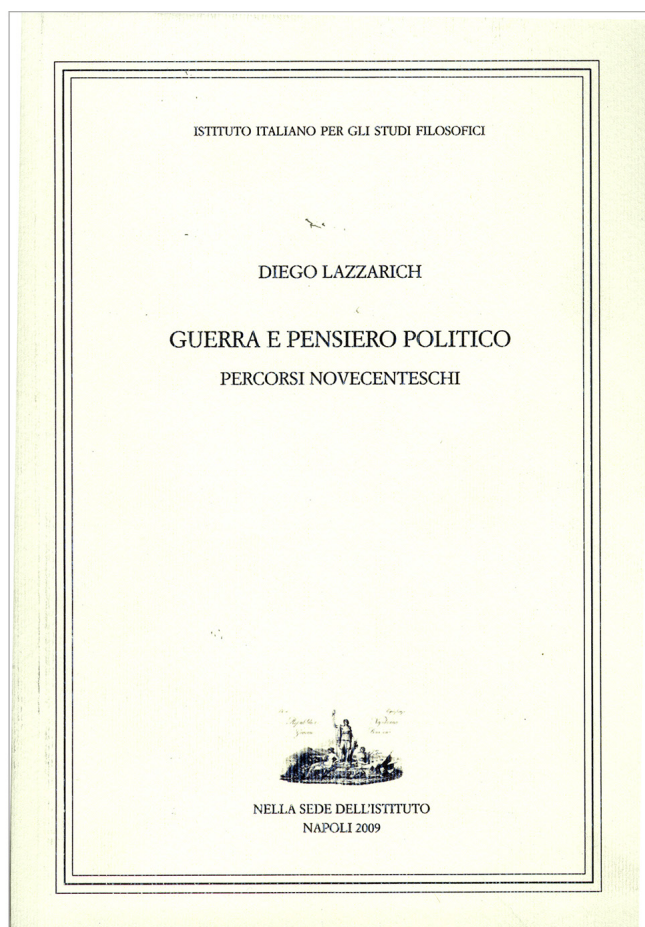 ISTITUTO ITALIANO PER GLI STUDI FILOSOFICI
DIEGO LAZZARICH
GUERRA E PENSIERO POLITICO
PERCORSI NOVECENTESCHI
NELLA SEDE DELL'ISTITUTO
NAPOLI 2009